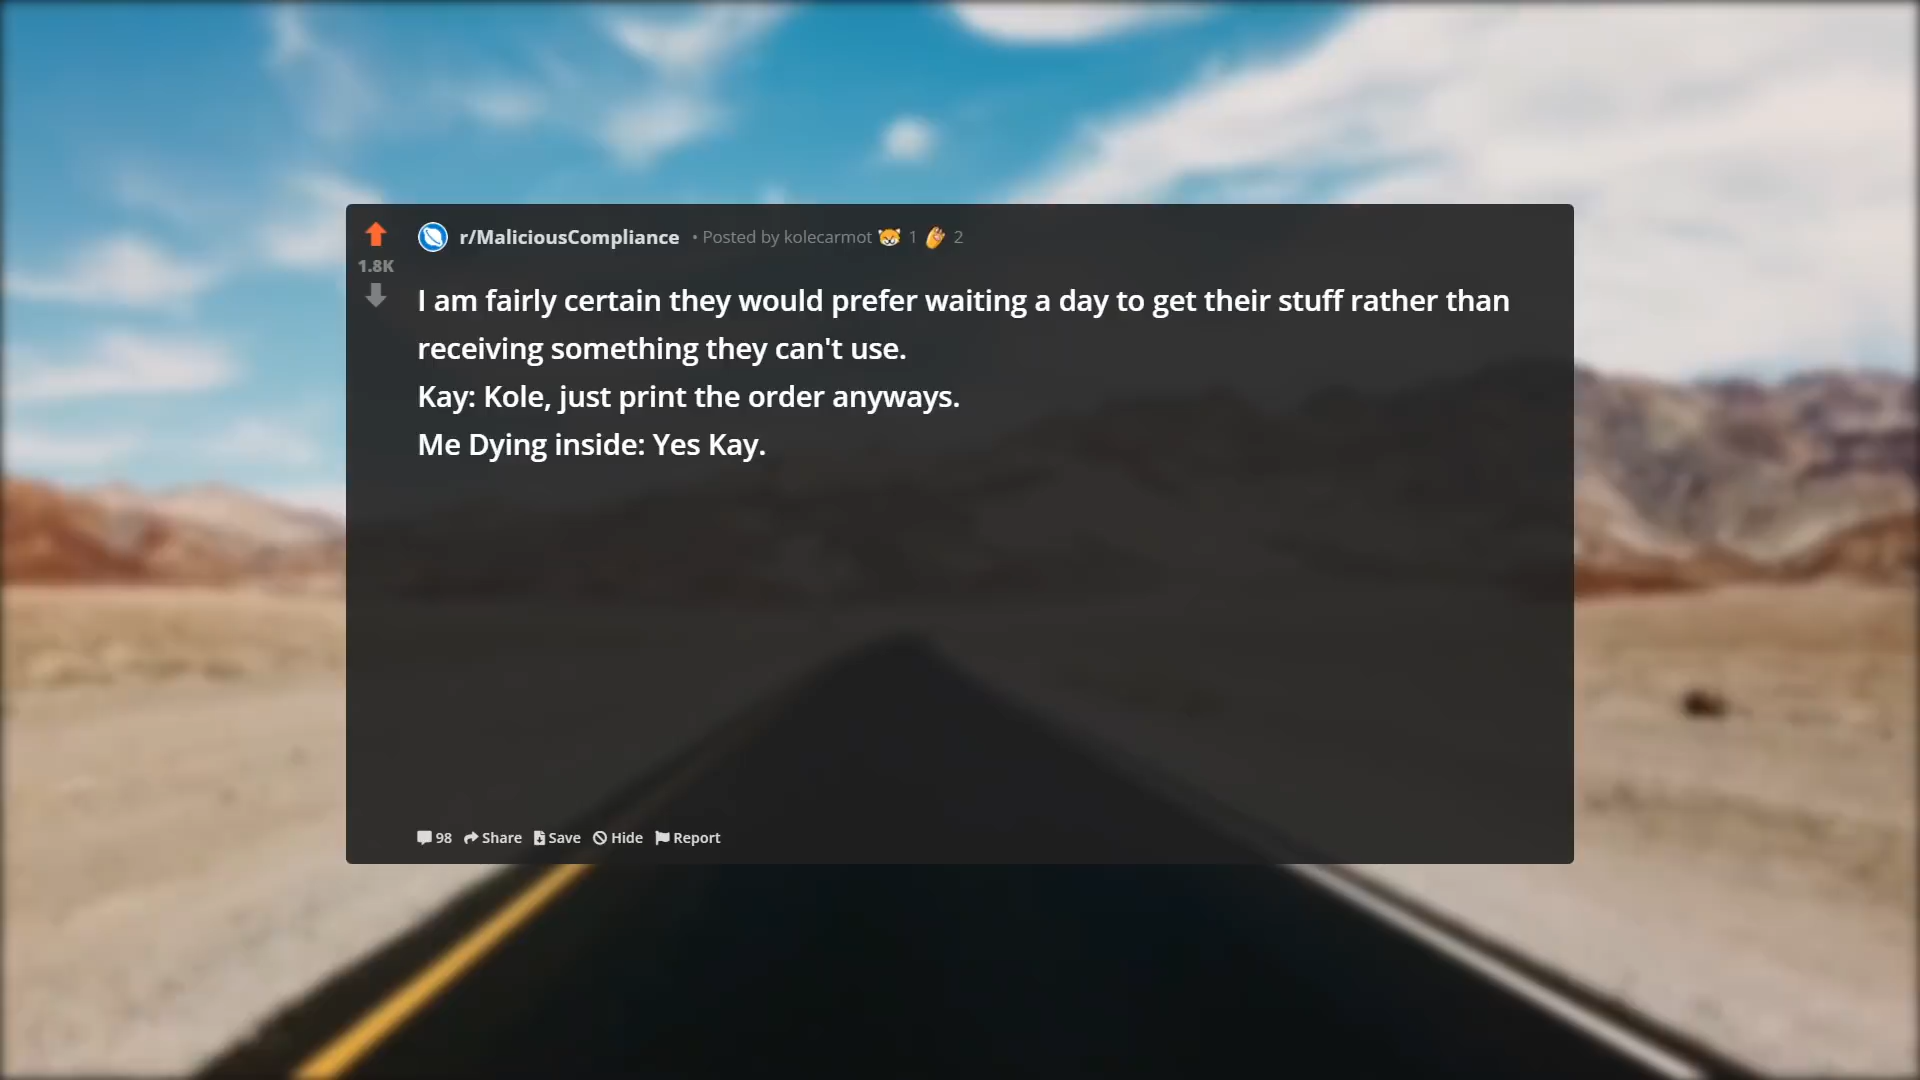 r/MaliciousCompliance • Posted by kolecarmot 1 2
1.8K
I am fairly certain they would prefer waiting a day to get their stuff rather than
receiving something they can't use.
Kay: Kole, just print the order anyways.
Me Dying inside: Yes Kay.
98 Share Save Hide Report